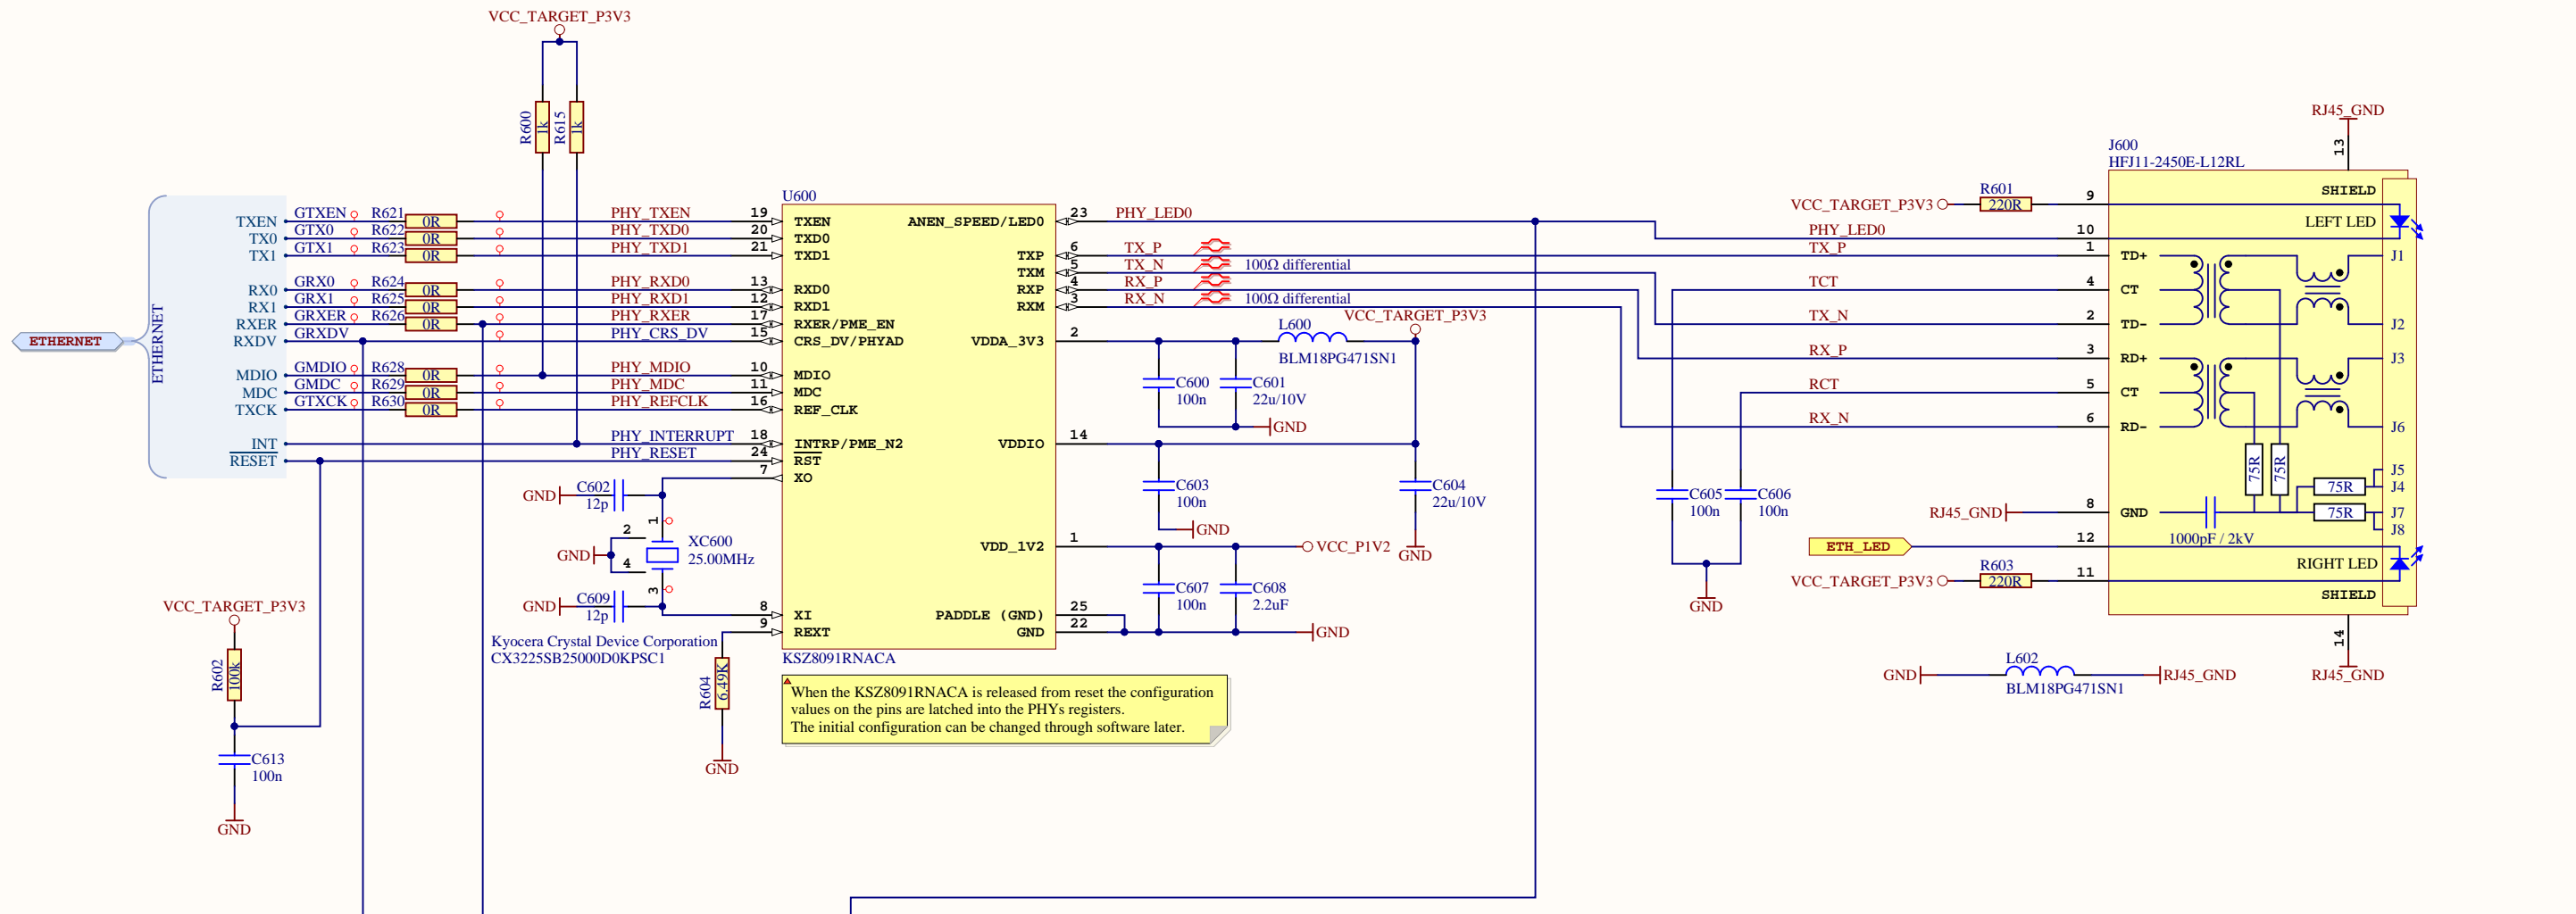 VCC_TARGET_P3V3
R600
1k
R615
1k
ETHERNET
ETHERNET
TXEN
TX0
TX1
RX0
RX1
RXER
RXDV
MDIO
MDC
TXCK
INT
RESET
GTXEN
R621
0R
PHY_TXEN
19
GTX0
R622
0R
PHY_TXD0
20
GTX1
R623
0R
PHY_TXD1
21
GRX0
R624
0R
PHY_RXD0
13
GRX1
R625
0R
PHY_RXD1
12
GRXER
R626
0R
PHY_RXER
17
GRXDV
PHY_CRS_DV
15
GMDIO
R628
0R
PHY_MDIO
10
GMDC
R629
0R
PHY_MDC
11
GTXCK
R630
0R
PHY_REFCLK
16
PHY_INTERRUPT
18
PHY_RESET
24
7
8
9
U600
TXEN
TXD0
TXD1
RXD0
RXD1
RXER/PME_EN
CRS_DV/PHYAD
MDIO
MDC
REF_CLK
INTRP/PME_N2
RST
XO
XI
REXT
ANEN_SPEED/LED0
TXP
TXM
RXP
RXM
VDDA_3V3
VDDIO
VDD_1V2
PADDLE (GND)
GND
KSZ8091RNACA
23
PHY_LED0
6
TX_P
5
TX_N
100Ω differential
4
RX_P
3
RX_N
100Ω differential
2
14
1
25
22
L600
BLM18PG471SN1
VCC_TARGET_P3V3
C600
100n
C601
22u/10V
GND
C603
100n
GND
C604
22u/10V
GND
VCC_P1V2
C607
100n
C608
2.2uF
GND
GND
C602
12p
1
2
GND
4
3
XC600
25.00MHz
GND
C609
12p
Kyocera Crystal Device Corporation
CX3225SB25000D0KPSC1
R604
6.49K
GND
When the KSZ8091RNACA is released from reset the configuration
values on the pins are latched into the PHYs registers.
The initial configuration can be changed through software later.
VCC_TARGET_P3V3
R602
100k
C613
100n
GND
RJ45_GND
13
J600
HFJ11-2450E-L12RL
VCC_TARGET_P3V3
R601
220R
9
PHY_LED0
10
TX_P
1
TCT
4
TX_N
2
RX_P
3
RCT
5
RX_N
6
C605
100n
C606
100n
GND
RJ45_GND
8
ETH_LED
12
VCC_TARGET_P3V3
R603
220R
11
SHIELD
LEFT LED
TD+
CT
TD-
RD+
CT
RD-
GND
75R
75R
75R
75R
1000pF / 2kV
RIGHT LED
SHIELD
J1
J2
J3
J6
J5
J4
J7
J8
14
RJ45_GND
GND
L602
BLM18PG471SN1
RJ45_GND